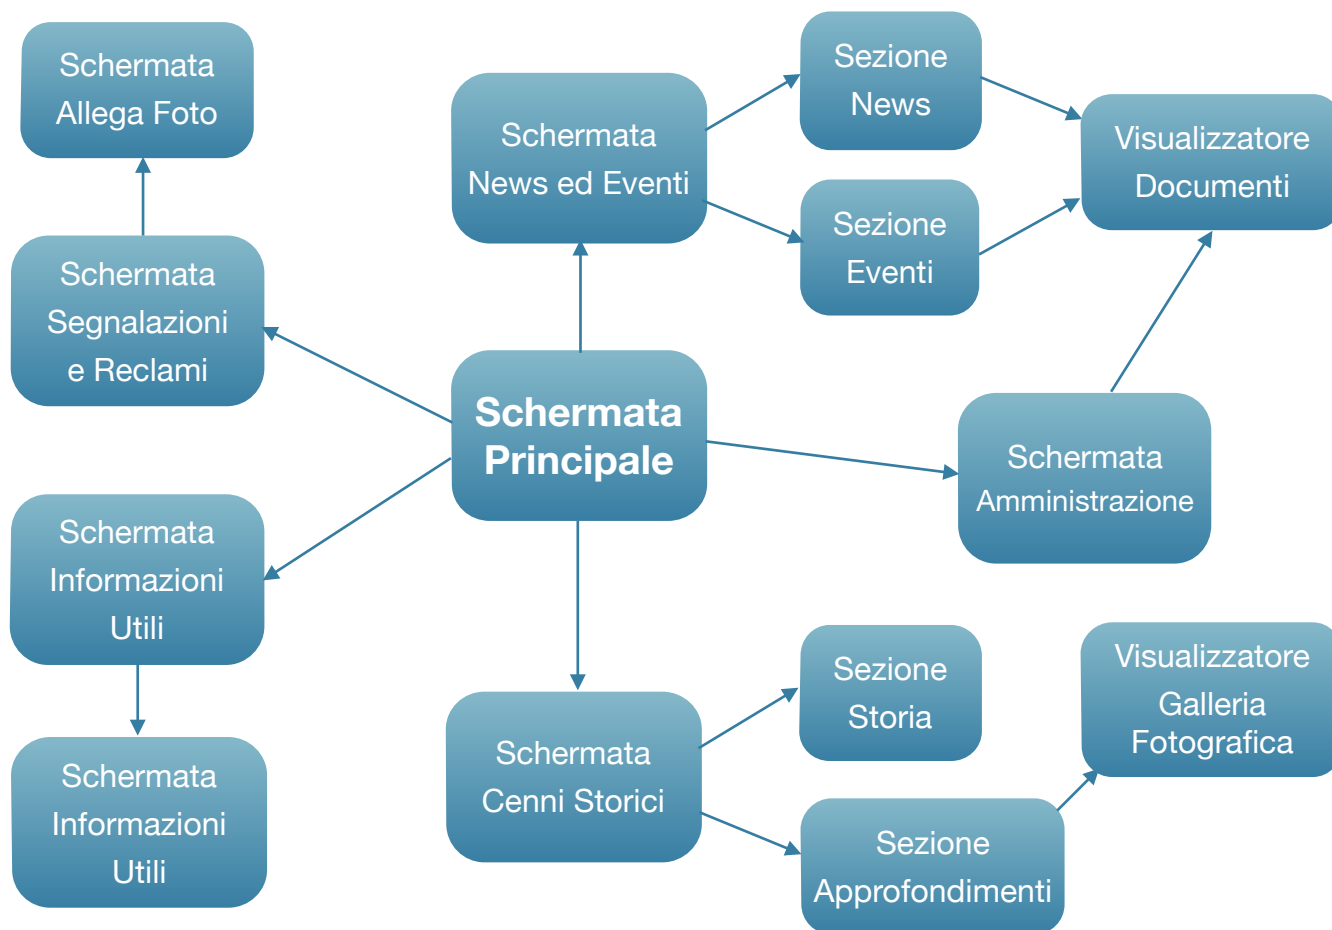 Schermata
Allega Foto
Schermata
News ed Eventi
Sezione
News
Visualizzatore
Documenti
Sezione
Eventi
Schermata
Segnalazioni
e Reclami
Schermata
Principale
Schermata
Amministrazione
Schermata
Informazioni
Utili
Schermata
Informazioni
Utili
Schermata
Cenni Storici
Sezione
Storia
Visualizzatore
Galleria
Fotografica
Sezione
Approfondimenti